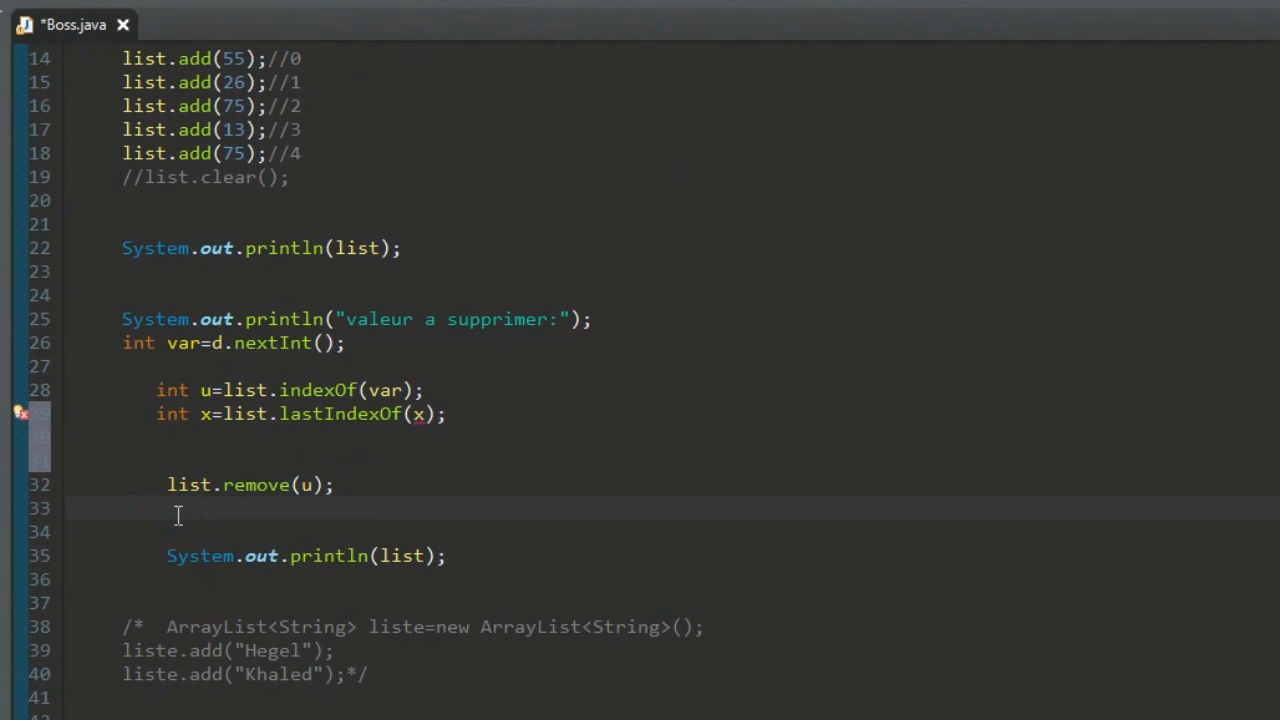 *Boss.java
14 list.add(55);//0
15 list.add(26);//1
16 list.add(75);//2
17 list.add(13);//3
18 list.add(75);//4
19 //list.clear();
20
21
22 System.out.println(list);
23
24
25 System.out.println("valeur a supprimer:");
26 int var=d.nextInt();
27
28 int u=list.indexOf(var);
29 int x=list.lastIndexOf(x);
30
31
32 list.remove(u);
33
34
35 System.out.println(list);
36
37
38 /* ArrayList<String> liste=new ArrayList<String>();
39 liste.add("Hegel");
40 liste.add("Khaled");*/
41